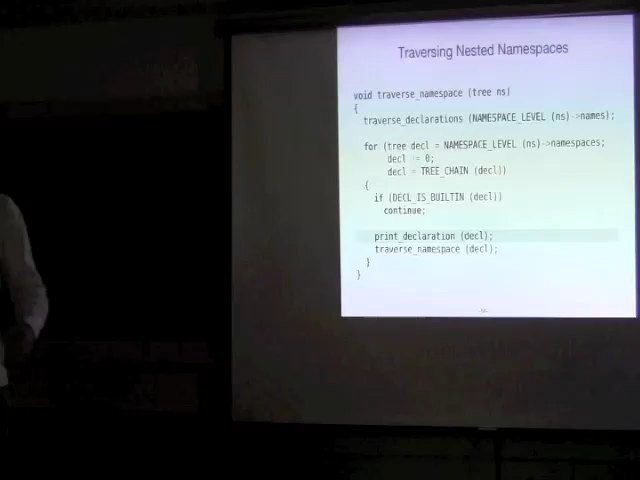 Traversing Nested Namespaces
void traverse_namespace (tree ns)
{
traverse_declarations (NAMESPACE_LEVEL (ns)->names);
for (tree decl = NAMESPACE_LEVEL (ns)->namespaces;
decl != 0;
decl = TREE_CHAIN (decl))
{
if (DECL_IS_BUILTIN (decl))
continue;
print_declaration (decl);
traverse_namespace (decl);
}
}